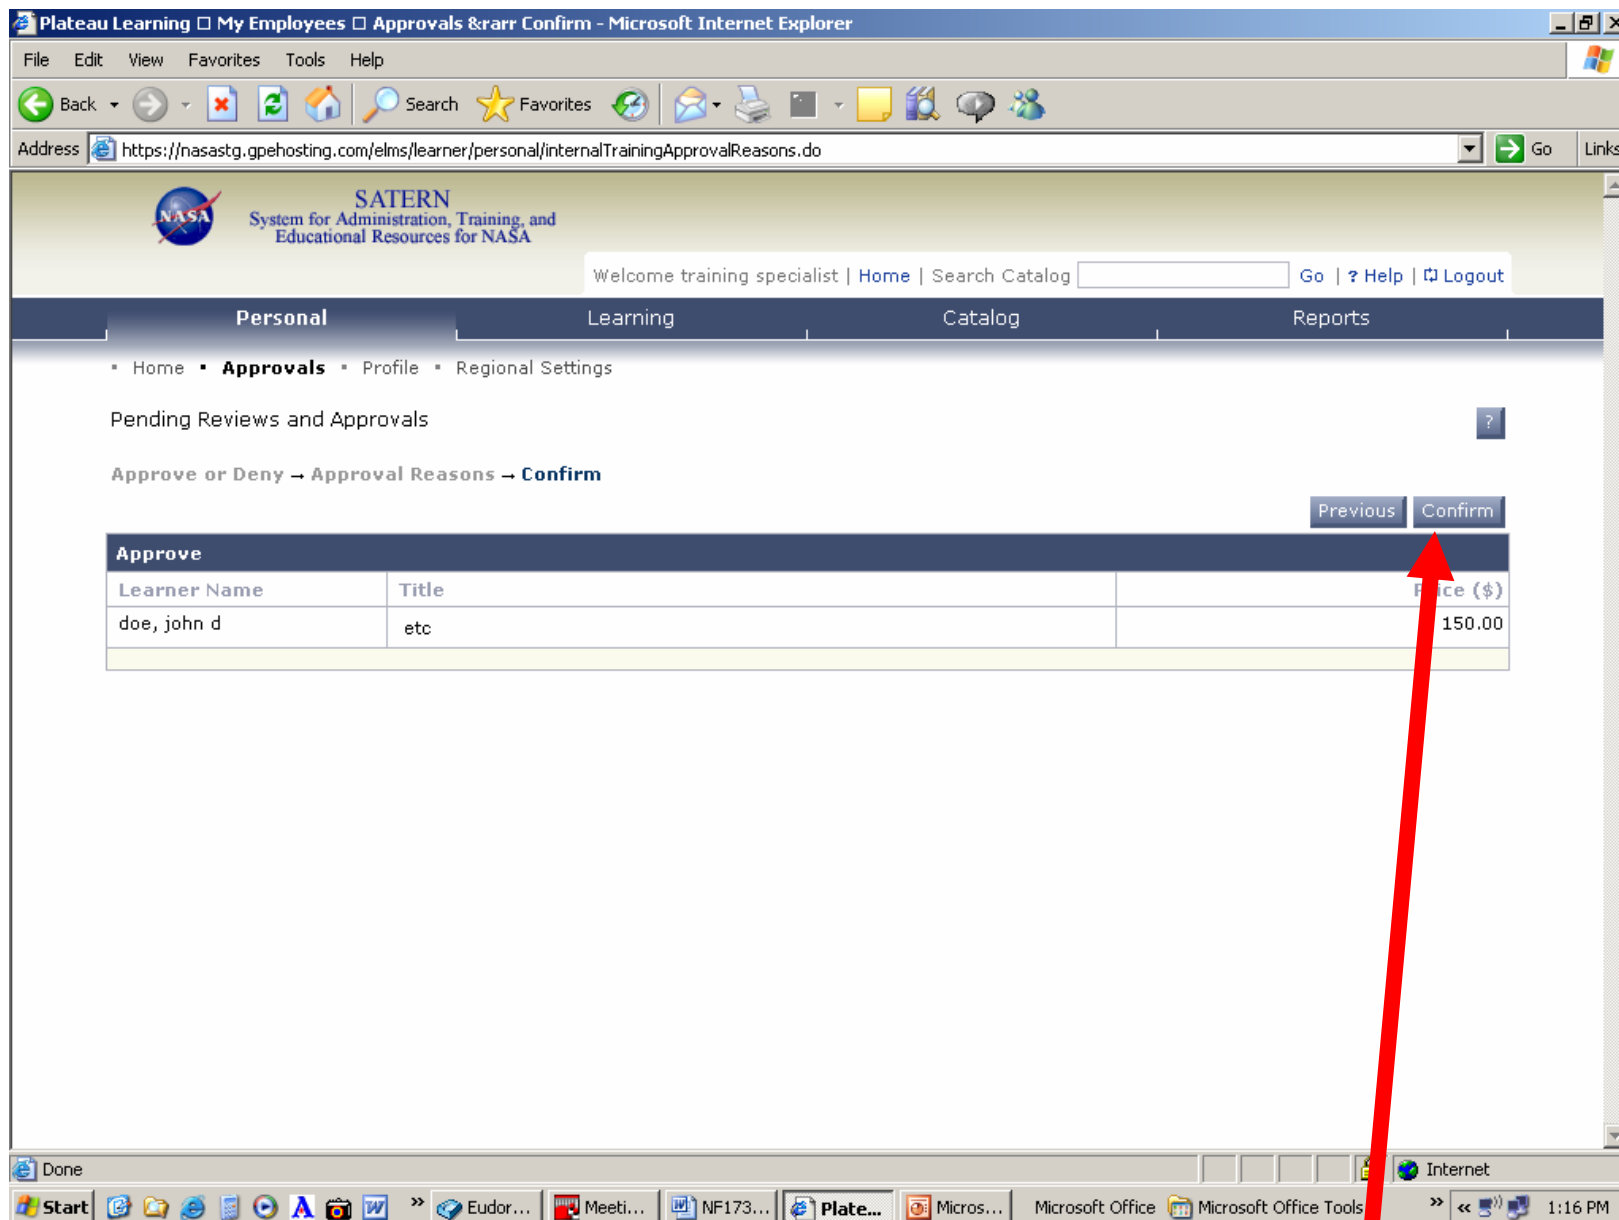 Plateau Learning □ My Employees □ Approvals &rarr Confirm - Microsoft Internet Explorer
File Edit View Favorites Tools Help
Back Search Favorites
Address https://nasastg.gpehosting.com/elms/learner/personal/internalTrainingApprovalReasons.do Go Links
NASA
SATERN
System for Administration, Training, and
Educational Resources for NASA
Welcome training specialist | Home | Search Catalog Go | ? Help | Logout
Personal Learning Catalog Reports
▪ Home ▪ Approvals ▪ Profile ▪ Regional Settings
Pending Reviews and Approvals ?
Approve or Deny → Approval Reasons → Confirm
Previous Confirm
Approve
Learner Name Title Price ($)
doe, john d etc 150.00
Done Internet
Start » Eudor... Meeti... NF173... Plate... Micros... Microsoft Office Microsoft Office Tools » « 1:16 PM